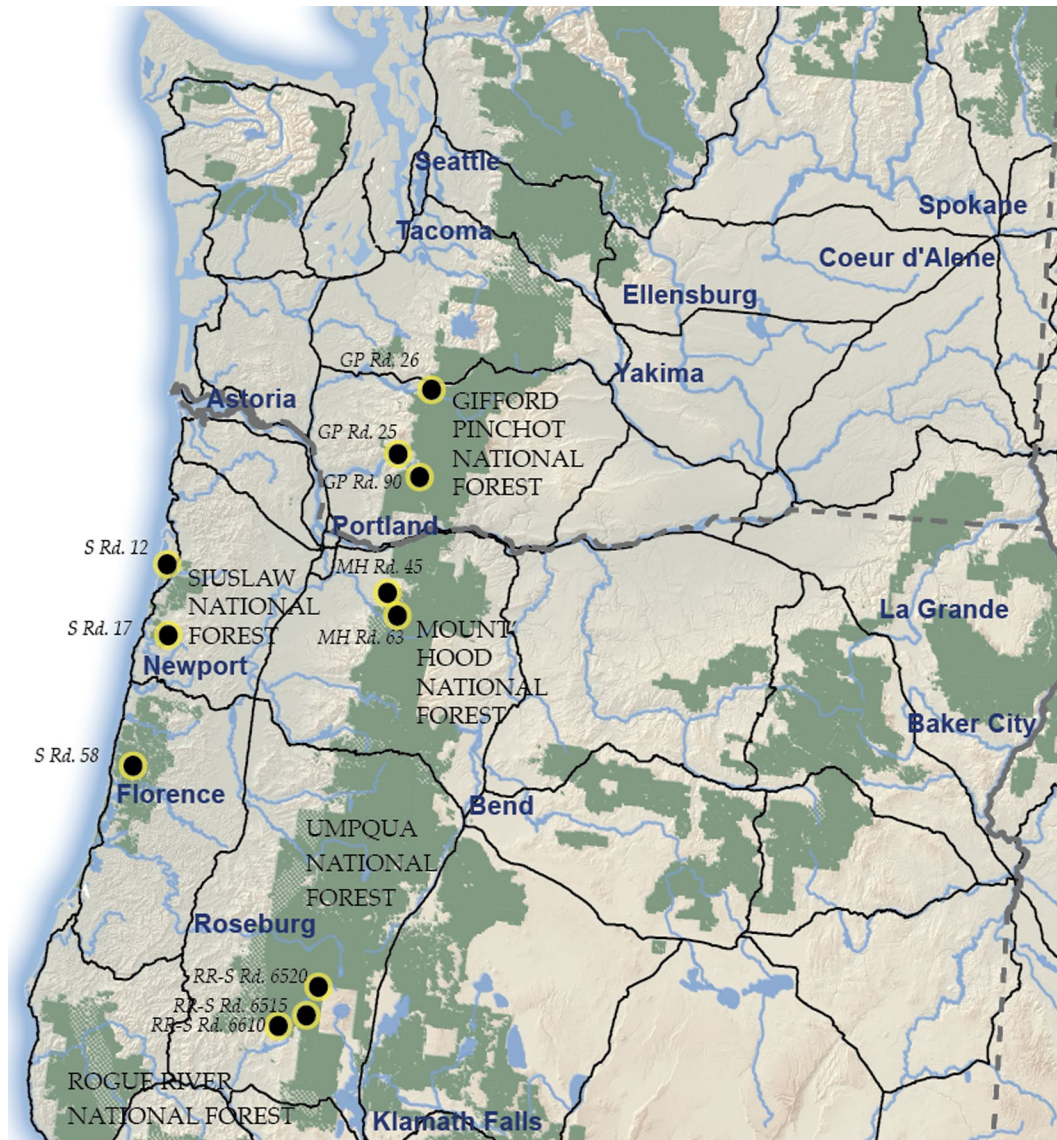 Seattle
Spokane
Tacoma
Coeur d'Alene
Ellensburg
GP Rd. 26
Yakima
Astoria
GIFFORD
PINCHOT
NATIONAL
FOREST
GP Rd. 25
GP Rd. 90
Portland
S Rd. 12
MH Rd. 45
SIUSLAW
NATIONAL
FOREST
La Grande
S Rd. 17
MH Rd. 63
MOUNT
HOOD
NATIONAL
FOREST
Newport
Baker City
S Rd. 58
Florence
Bend
UMPQUA
NATIONAL
FOREST
Roseburg
RR-S Rd. 6520
RR-S Rd. 6515
RR-S Rd. 6610
ROGUE RIVER
NATIONAL FOREST
Klamath Falls